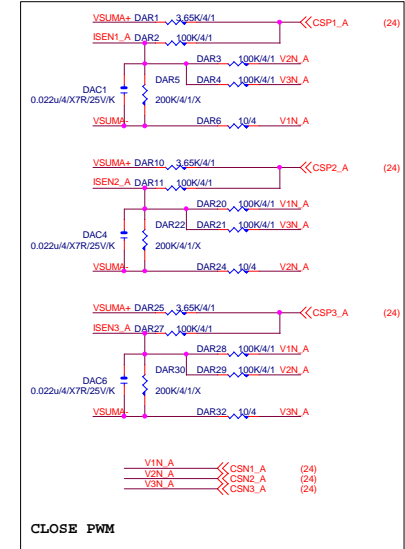 VSUMA+ DAR1 3.65K/4/1 CSP1_A (24)
ISEN1_A DAR2 100K/4/1
DAR3 100K/4/1 V2N_A
DAC1 DAR5 DAR4 100K/4/1 V3N_A
0.022u/4/X7R/25V/K 200K/4/1/X
VSUMA- DAR6 10/4 V1N_A
VSUMA+ DAR10 3.65K/4/1 CSP2_A (24)
ISEN2_A DAR11 100K/4/1
DAR20 100K/4/1 V1N_A
DAC4 DAR22 DAR21 100K/4/1 V3N_A
0.022u/4/X7R/25V/K 200K/4/1/X
VSUMA- DAR24 10/4 V2N_A
VSUMA+ DAR25 3.65K/4/1 CSP3_A (24)
ISEN3_A DAR27 100K/4/1
DAR28 100K/4/1 V1N_A
DAC6 DAR30 DAR29 100K/4/1 V2N_A
0.022u/4/X7R/25V/K 200K/4/1/X
VSUMA- DAR32 10/4 V3N_A
V1N_A CSN1_A (24)
V2N_A CSN2_A (24)
V3N_A CSN3_A (24)
CLOSE PWM